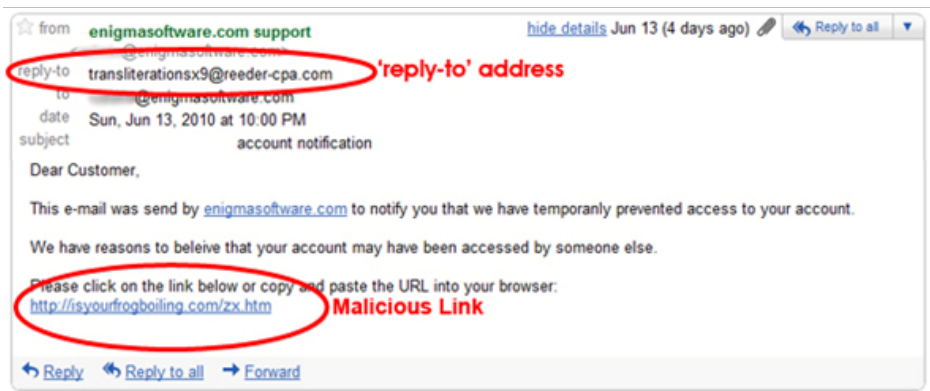 from enigmasoftware.com support hide details Jun 13 (4 days ago) Reply to all
@enigmasoftware.com>
reply-to transliterationsx9@reeder-cpa.com 'reply-to' address
to @enigmasoftware.com
date Sun, Jun 13, 2010 at 10:00 PM
subject account notification
Dear Customer,
This e-mail was send by enigmasoftware.com to notify you that we have temporanly prevented access to your account.
We have reasons to beleive that your account may have been accessed by someone else.
Please click on the link below or copy and paste the URL into your browser:
http://isyourfrogboiling.com/zx.htm Malicious Link
Reply Reply to all Forward